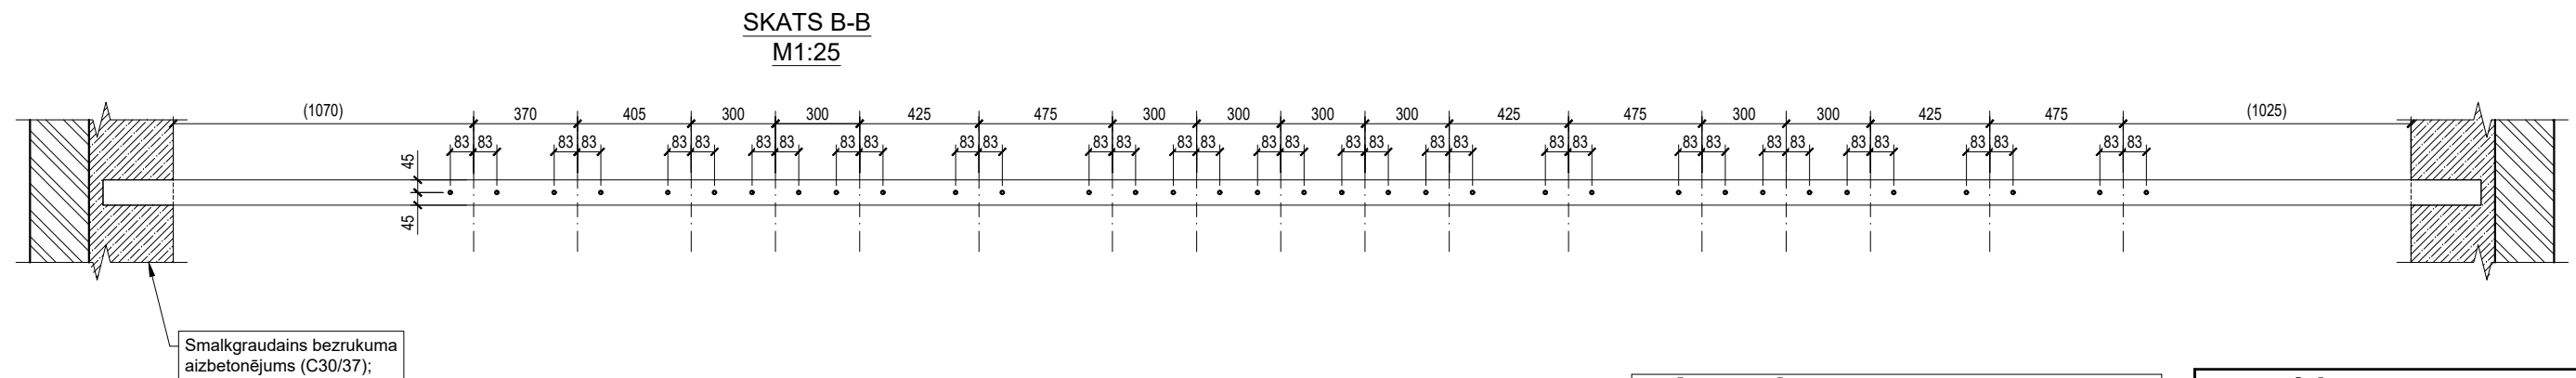 SKATS B-B
M1:25
(1070) 370 405 300 300 425 475 300 300 300 300 425 475 300 300 425 475 (1025)
83 83 83 83 83 83 83 83 83 83 83 83 83 83 83 83 83 83 83 83 83 83 83 83 83 83 83 83 83 83 83 83 83 83
45
45
Smalkgraudains bezrukuma
aizbetonējums (C30/37);